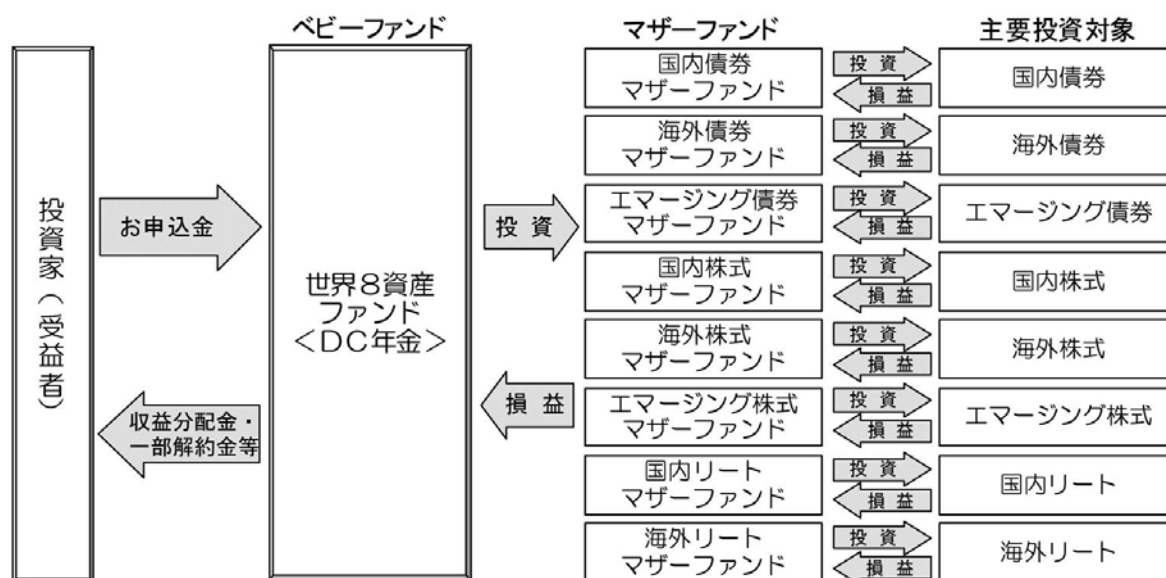 ベビーファンド
マザーファンド
主要投資対象
投資家（受益者）
お申込金
収益分配金・
一部解約金等
世界８資産
ファンド
＜ＤＣ年金＞
投 資
損 益
国内債券
マザーファンド
投 資
損 益
国内債券
海外債券
マザーファンド
投 資
損 益
海外債券
エマージング債券
マザーファンド
投 資
損 益
エマージング債券
国内株式
マザーファンド
投 資
損 益
国内株式
海外株式
マザーファンド
投 資
損 益
海外株式
エマージング株式
マザーファンド
投 資
損 益
エマージング株式
国内リート
マザーファンド
投 資
損 益
国内リート
海外リート
マザーファンド
投 資
損 益
海外リート